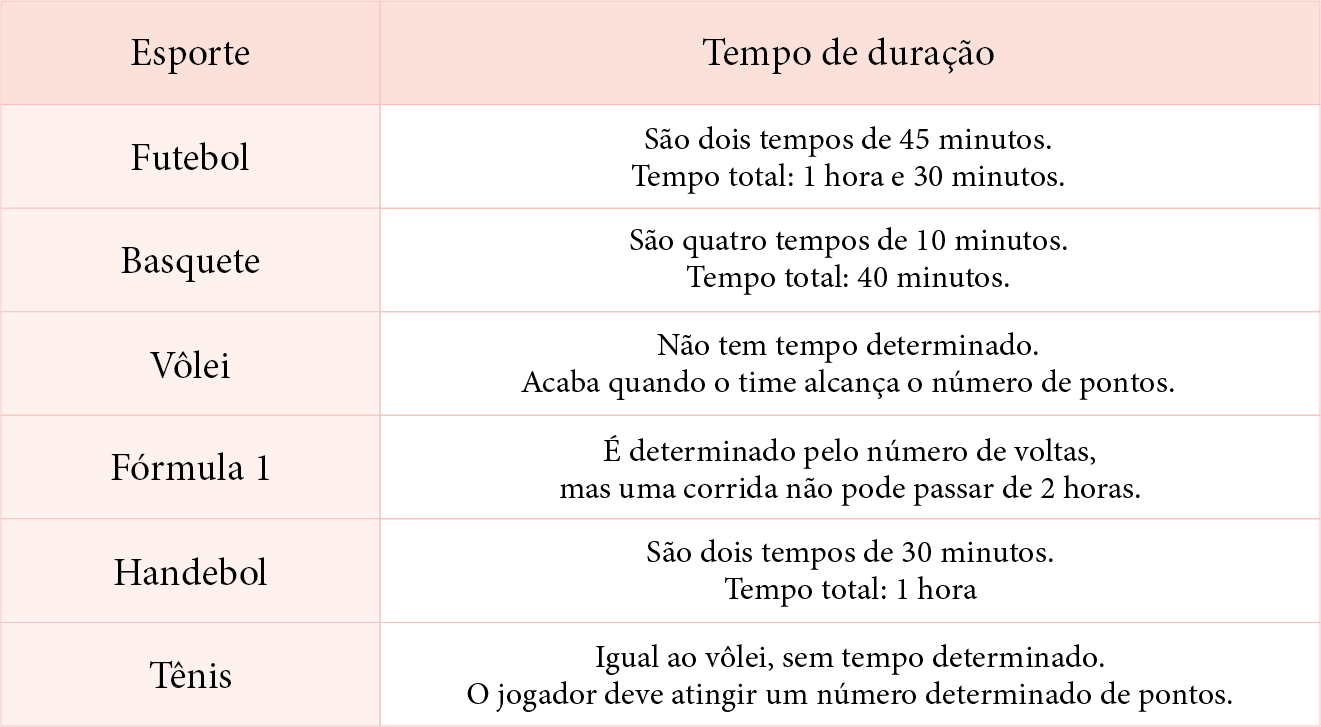 Esporte
Tempo de duração
Futebol
São dois tempos de 45 minutos.
Tempo total: 1 hora e 30 minutos.
Basquete
São quatro tempos de 10 minutos.
Tempo total: 40 minutos.
Vôlei
Não tem tempo determinado.
Acaba quando o time alcança o número de pontos.
Fórmula 1
É determinado pelo número de voltas,
mas uma corrida não pode passar de 2 horas.
Handebol
São dois tempos de 30 minutos.
Tempo total: 1 hora
Tênis
Igual ao vôlei, sem tempo determinado.
O jogador deve atingir um número determinado de pontos.